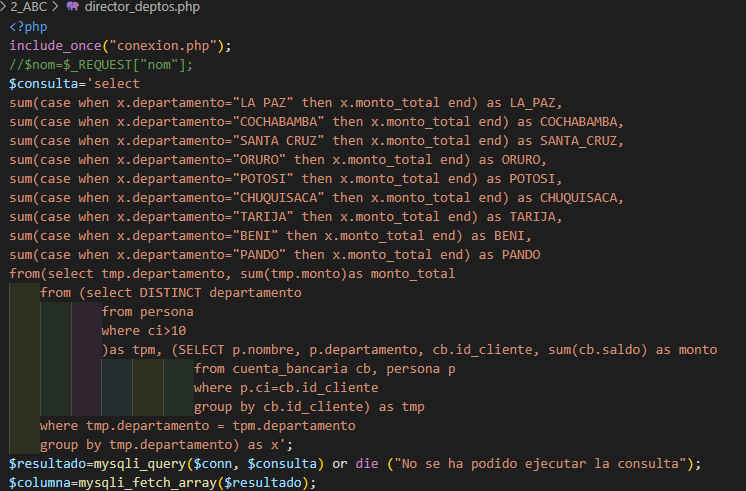 > 2_ABC > director_deptos.php
<?php
include_once("conexion.php");
//$nom=$_REQUEST["nom"];
$consulta='select
sum(case when x.departamento="LA PAZ" then x.monto_total end) as LA_PAZ,
sum(case when x.departamento="COCHABAMBA" then x.monto_total end) as COCHABAMBA,
sum(case when x.departamento="SANTA CRUZ" then x.monto_total end) as SANTA_CRUZ,
sum(case when x.departamento="ORURO" then x.monto_total end) as ORURO,
sum(case when x.departamento="POTOSI" then x.monto_total end) as POTOSI,
sum(case when x.departamento="CHUQUISACA" then x.monto_total end) as CHUQUISACA,
sum(case when x.departamento="TARIJA" then x.monto_total end) as TARIJA,
sum(case when x.departamento="BENI" then x.monto_total end) as BENI,
sum(case when x.departamento="PANDO" then x.monto_total end) as PANDO
from(select tmp.departamento, sum(tmp.monto)as monto_total
    from (select DISTINCT departamento
            from persona
            where ci>10
            )as tpm, (SELECT p.nombre, p.departamento, cb.id_cliente, sum(cb.saldo) as monto
                        from cuenta_bancaria cb, persona p
                        where p.ci=cb.id_cliente
                        group by cb.id_cliente) as tmp
    where tmp.departamento = tpm.departamento
    group by tmp.departamento) as x';
$resultado=mysqli_query($conn, $consulta) or die ("No se ha podido ejecutar la consulta");
$columna=mysqli_fetch_array($resultado);